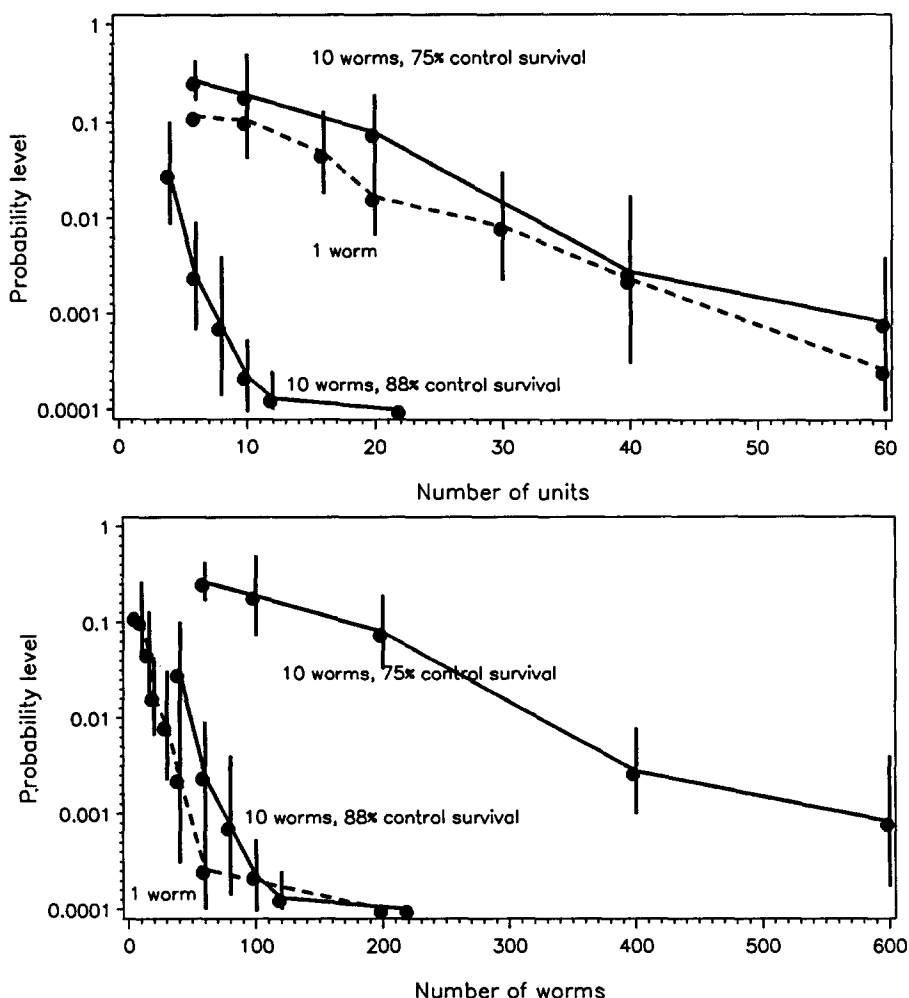 1
0.1
0.01
0.001
0.0001
Probability level
10 worms, 75% control survival
1 worm
10 worms, 88% control survival
0 10 20 30 40 50 60
Number of units
1
0.1
0.01
0.001
0.0001
Probability level
10 worms, 75% control survival
10 worms, 88% control survival
1 worm
0 100 200 300 400 500 600
Number of worms